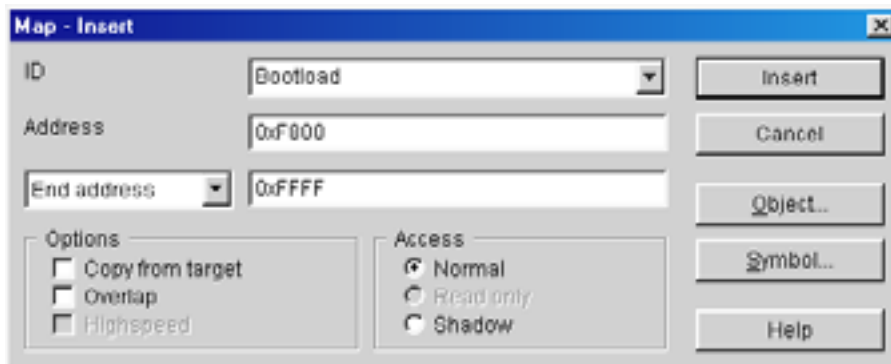 Map - Insert
ID
Bootload
Insert
Address
0xF000
Cancel
End address
0xFFFF
Object...
Options
Access
Copy from target
Normal
Symbol...
Overlap
Read only
Highspeed
Shadow
Help